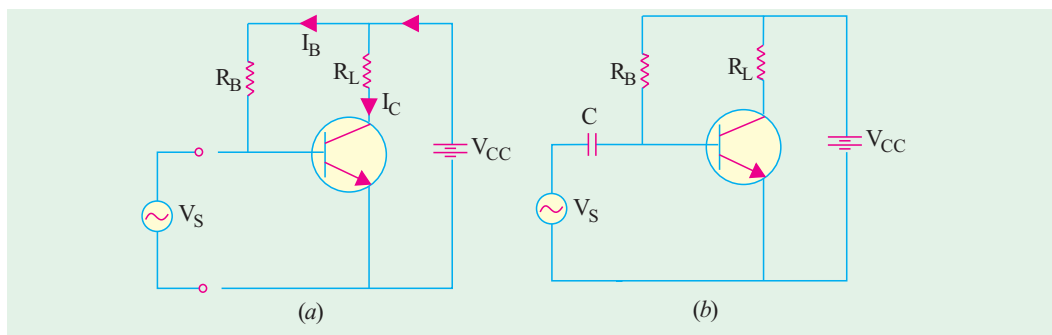 I_B
R_B
R_L
I_C
V_CC
V_S
(a)
R_B
R_L
C
V_CC
V_S
(b)